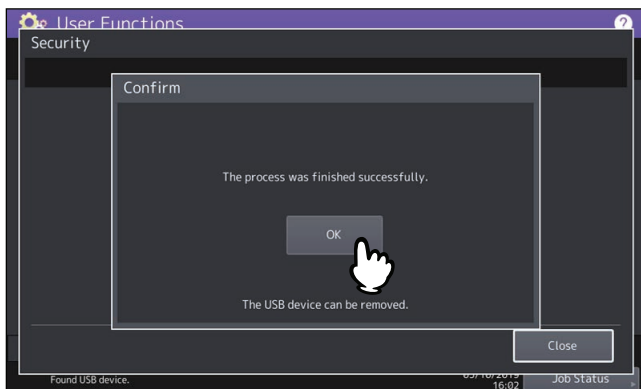 User Functions
?
Security
Confirm
The process was finished successfully.
OK
The USB device can be removed.
Close
Found USB device.
16:02
Job Status